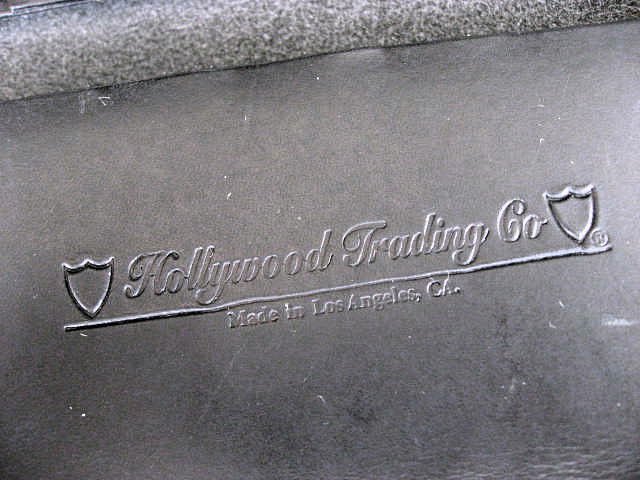 Hollywood Trading Co ®
Made in Los Angeles, CA.